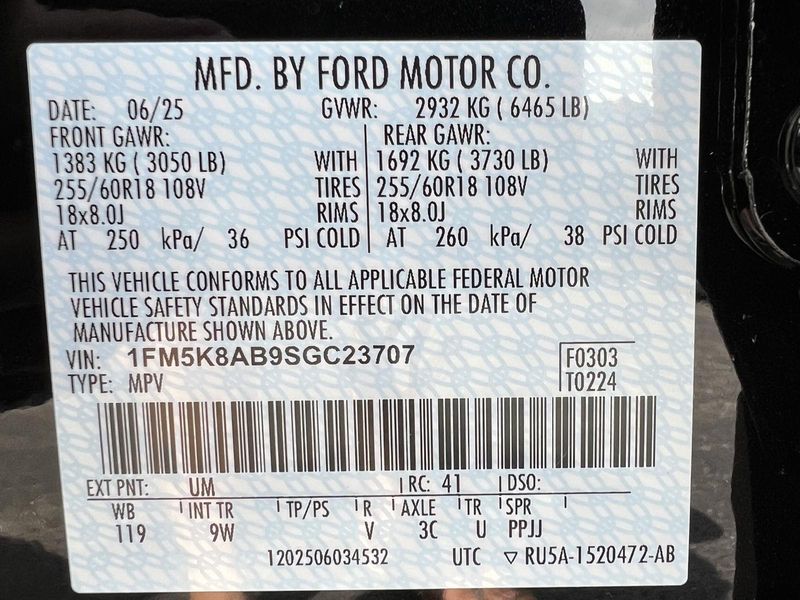 MFD. BY FORD MOTOR CO.
DATE: 06/25 GVWR: 2932 KG ( 6465 LB)
FRONT GAWR: REAR GAWR:
1383 KG ( 3050 LB) WITH 1692 KG ( 3730 LB) WITH
255/60R18 108V TIRES 255/60R18 108V TIRES
18x8.0J RIMS 18x8.0J RIMS
AT 250 kPa/ 36 PSI COLD AT 260 kPa/ 38 PSI COLD
THIS VEHICLE CONFORMS TO ALL APPLICABLE FEDERAL MOTOR
VEHICLE SAFETY STANDARDS IN EFFECT ON THE DATE OF
MANUFACTURE SHOWN ABOVE.
VIN: 1FM5K8AB9SGC23707 F0303
TYPE: MPV T0224
EXT PNT: UM RC: 41 DSO:
WB INT TR TP/PS R AXLE TR SPR
119 9W V 3C U PPJJ
1202506034532 UTC ▽ RU5A-1520472-AB